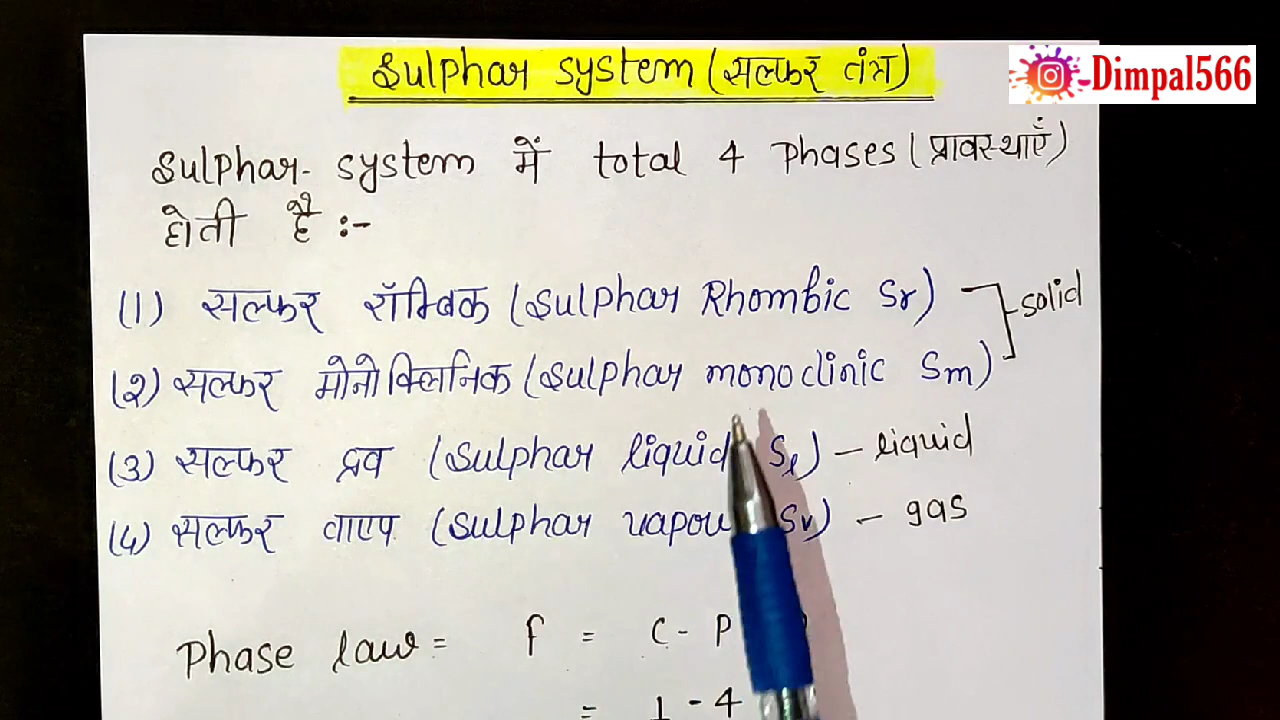 Sulphar system (सल्फर तंत्र)
-Dimpal566
Sulphar system में total 4 Phases (प्रावस्थाएँ)
होती है :-
(1) सल्फर रॉम्बिक (Sulphar Rhombic Sr)
solid
(२) सल्फर मोनोक्लिनिक (Sulphar monoclinic Sm)
(3) सल्फर द्रव (Sulphar liquid Sl) - liquid
(4) सल्फर वाष्प (Sulphar vapou Sv) - gas
Phase law = F = C - P
= 1 - 4